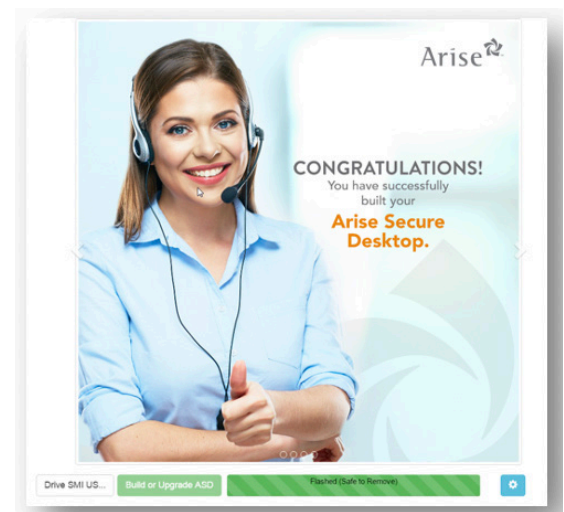 Arise
CONGRATULATIONS!
You have successfully
built your
Arise Secure
Desktop.
Drive SMI US...
Build or Upgrade ASD
Flashed (Safe to Remove)